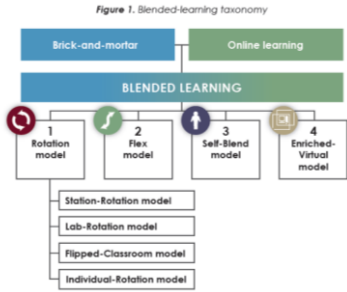 Figure 1. Blended-learning taxonomy
Brick-and-mortar
Online learning
BLENDED LEARNING
1
Rotation
model
2
Flex
model
3
Self-Blend
model
4
Enriched-
Virtual
model
Station-Rotation model
Lab-Rotation model
Flipped-Classroom model
Individual-Rotation model